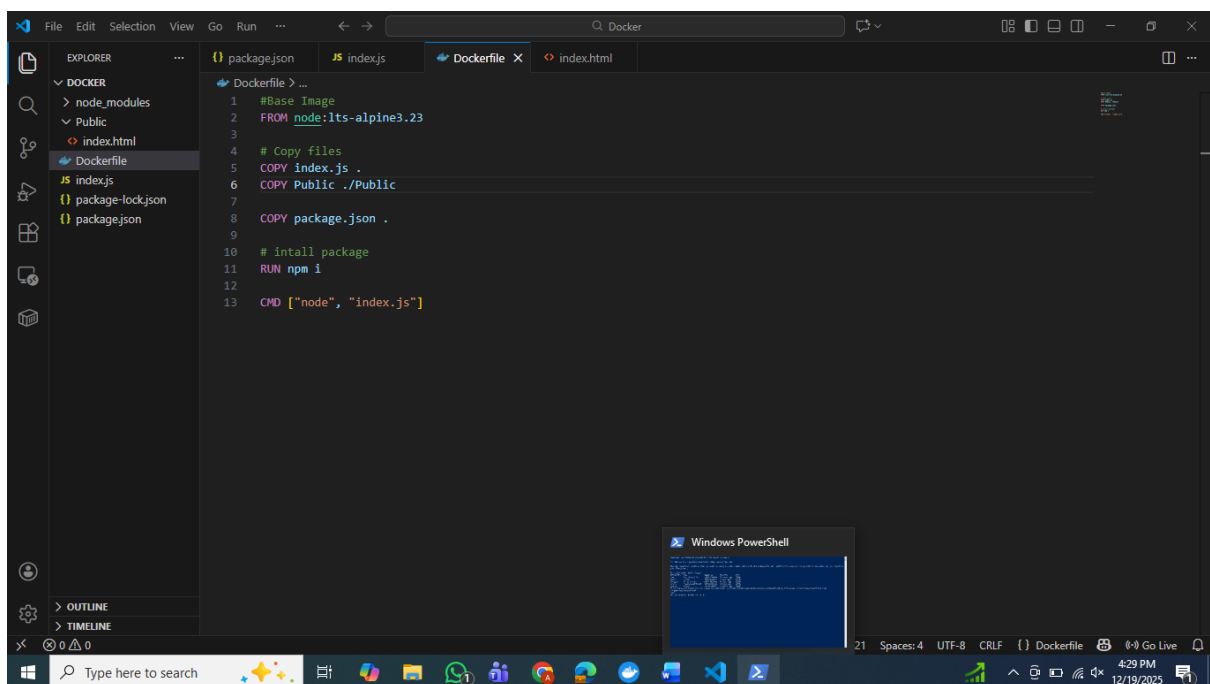 File Edit Selection View Go Run ··· Docker
EXPLORER ···
{} package.json JS index.js Dockerfile index.html ···
DOCKER
node_modules
Public
index.html
Dockerfile
JS index.js
{} package-lock.json
{} package.json
Dockerfile > ...
1 #Base Image
2 FROM node:lts-alpine3.23
3
4 # Copy files
5 COPY index.js .
6 COPY Public ./Public
7
8 COPY package.json .
9
10 # intall package
11 RUN npm i
12
13 CMD ["node", "index.js"]
Windows PowerShell
OUTLINE
TIMELINE
0 0 21 Spaces: 4 UTF-8 CRLF {} Dockerfile Go Live
Type here to search 4:29 PM
12/19/2025